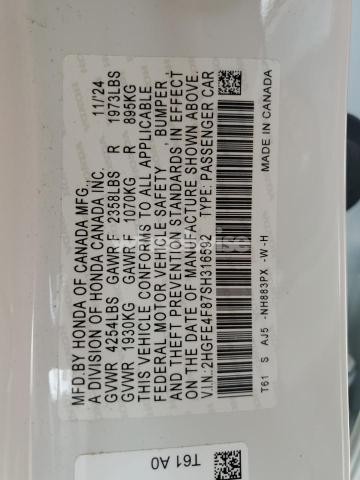 MFD.BY HONDA OF CANADA MFG., 11/'24
A DIVISION OF HONDA CANADA INC.
GVWR 4254LBS GAWR F 2358LBS R 1973LBS
GVWR 1930KG GAWR F 1070KG R 895KG
THIS VEHICLE CONFORMS TO ALL APPLICABLE
FEDERAL MOTOR VEHICLE SAFETY BUMPER,
AND THEFT PREVENTION STANDARDS IN EFFECT
ON THE DATE OF MANUFACTURE SHOWN ABOVE.
V.I.N.:2HGFE4F87SH316592 TYPE: PASSENGER CAR
T61 S AJ5 -NH883PX -W-H MADE IN CANADA
T61 A0